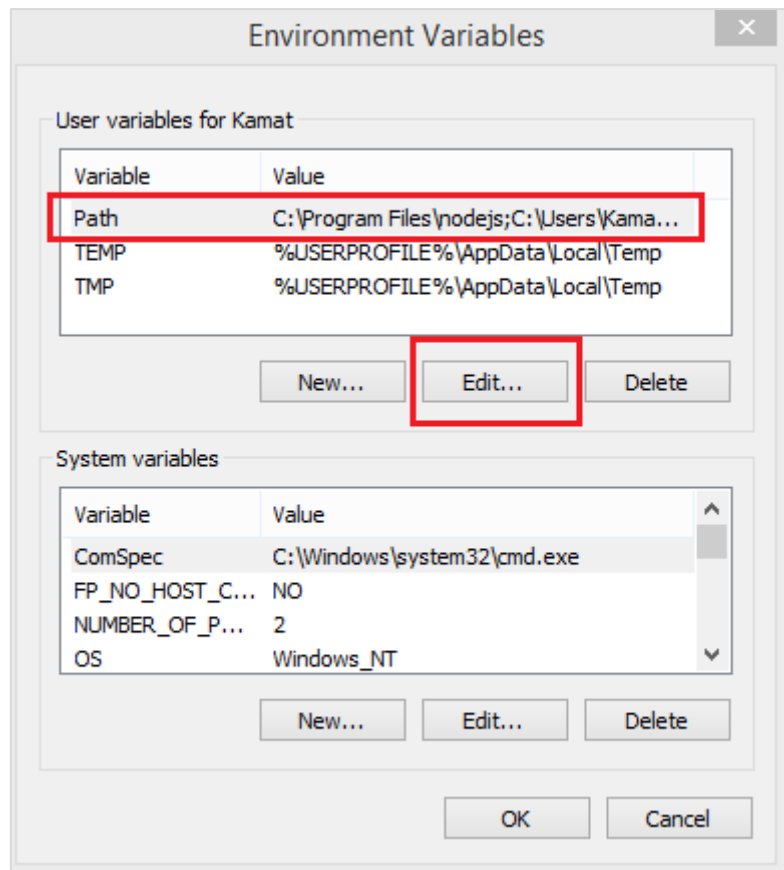 Environment Variables
User variables for Kamat
Variable Value
Path C:\Program Files\nodejs;C:\Users\Kama...
TEMP %USERPROFILE%\AppData\Local\Temp
TMP %USERPROFILE%\AppData\Local\Temp
New... Edit... Delete
System variables
Variable Value
ComSpec C:\Windows\system32\cmd.exe
FP_NO_HOST_C... NO
NUMBER_OF_P... 2
OS Windows_NT
New... Edit... Delete
OK Cancel